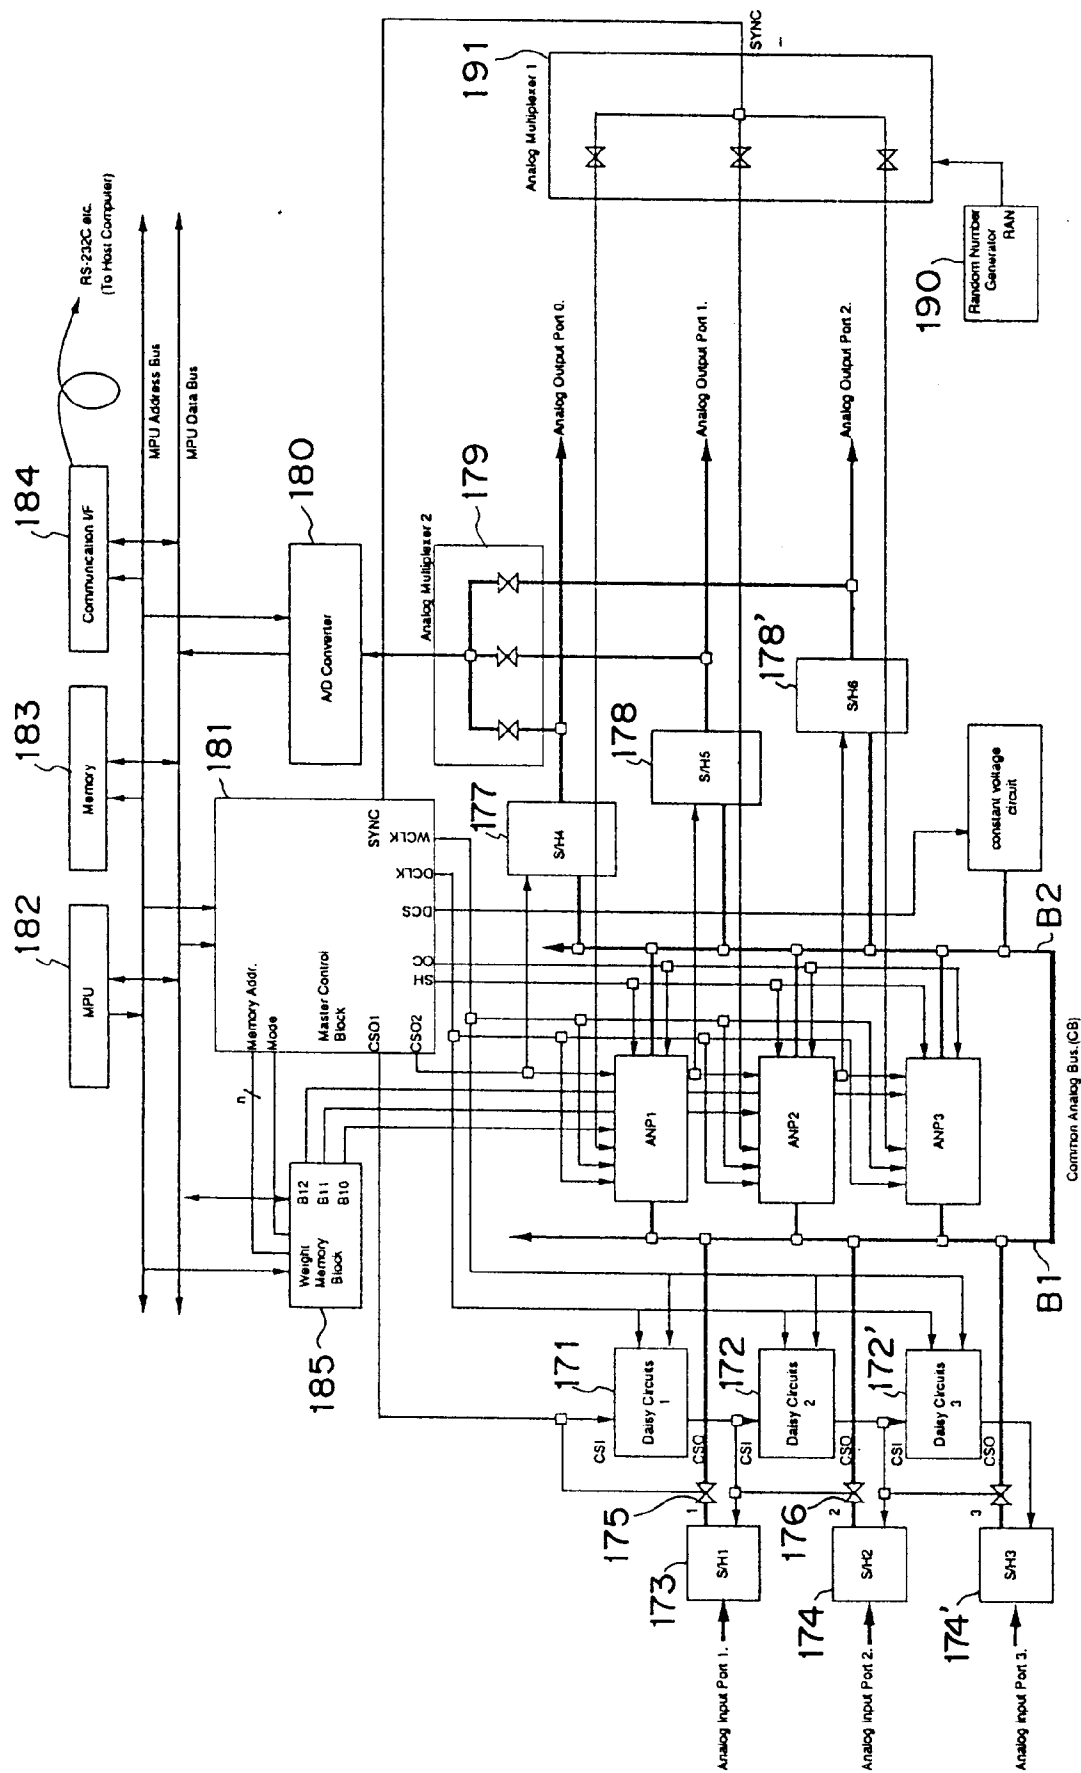 182
MPU
183
Memory
184
Communication I/F
RS-232C etc.
(To Host Computer)
MPU Address Bus
MPU Data Bus
185
Weight
Memory
Block
B12
B11
B10
n
181
Memory Addr.
Mode
Master Control
Block
CSO1
CSO2
SH
OC
DCS
DCLK
WCLK
SYNC
180
A/D Converter
Analog Multiplexer 2
179
191
Analog Multiplexer 1
SYNC
190
Random Number
Generator
RAN
177
S/H4
Analog Output Port 0.
178
S/H5
Analog Output Port 1.
178'
S/H6
Analog Output Port 2.
constant voltage
circuit
ANP1
ANP2
ANP3
B1
B2
Common Analog Bus.(CB)
171
CSI
Daisy Circuits
1
CSO
172
CSI
Daisy Circuits
2
CSO
172'
CSI
Daisy Circuits
3
CSO
175
1
176
2
3
173
S/H1
Analog Input Port 1.
174
S/H2
Analog Input Port 2.
174'
S/H3
Analog Input Port 3.